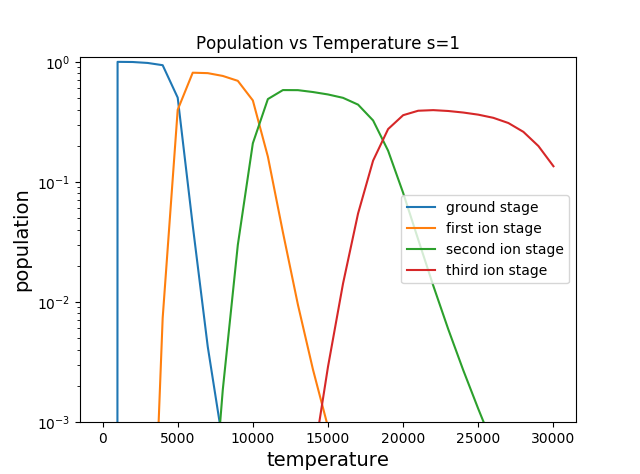 Population vs Temperature s=1
population
10⁰
10⁻¹
10⁻²
10⁻³
ground stage
first ion stage
second ion stage
third ion stage
0 5000 10000 15000 20000 25000 30000
temperature